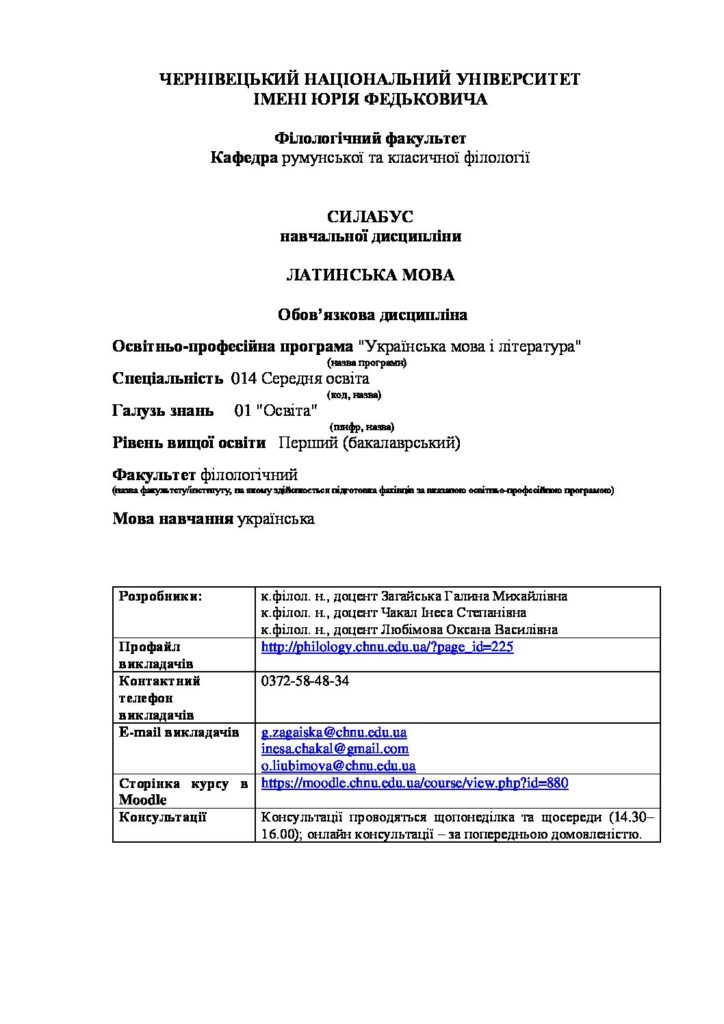 ЧЕРНІВЕЦЬКИЙ НАЦІОНАЛЬНИЙ УНІВЕРСИТЕТ
ІМЕНІ ЮРІЯ ФЕДЬКОВИЧА
Філологічний факультет
Кафедра румунської та класичної філології
СИЛАБУС
навчальної дисципліни
ЛАТИНСЬКА МОВА
Обов’язкова дисципліна
Освітньо-професійна програма "Українська мова і література"
(назва програми)
Спеціальність 014 Середня освіта
(код, назва)
Галузь знань 01 "Освіта"
(шифр, назва)
Рівень вищої освіти Перший (бакалаврський)
Факультет філологічний
(назва факультету/інституту, на якому здійснюється підготовка фахівців за вказаною освітньо-професійною програмою)
Мова навчання українська
Розробники: к.філол. н., доцент Загайська Галина Михайлівна
к.філол. н., доцент Чакал Інеса Степанівна
к.філол. н., доцент Любімова Оксана Василівна
Профайл http://philology.chnu.edu.ua/?page_id=225
викладачів
Контактний 0372-58-48-34
телефон
викладачів
E-mail викладачів g.zagaiska@chnu.edu.ua
inesa.chakal@gmail.com
o.liubimova@chnu.edu.ua
Сторінка курсу в https://moodle.chnu.edu.ua/course/view.php?id=880
Moodle
Консультації Консультації проводяться щопонеділка та щосереди (14.30–
16.00); онлайн консультації – за попередньою домовленістю.